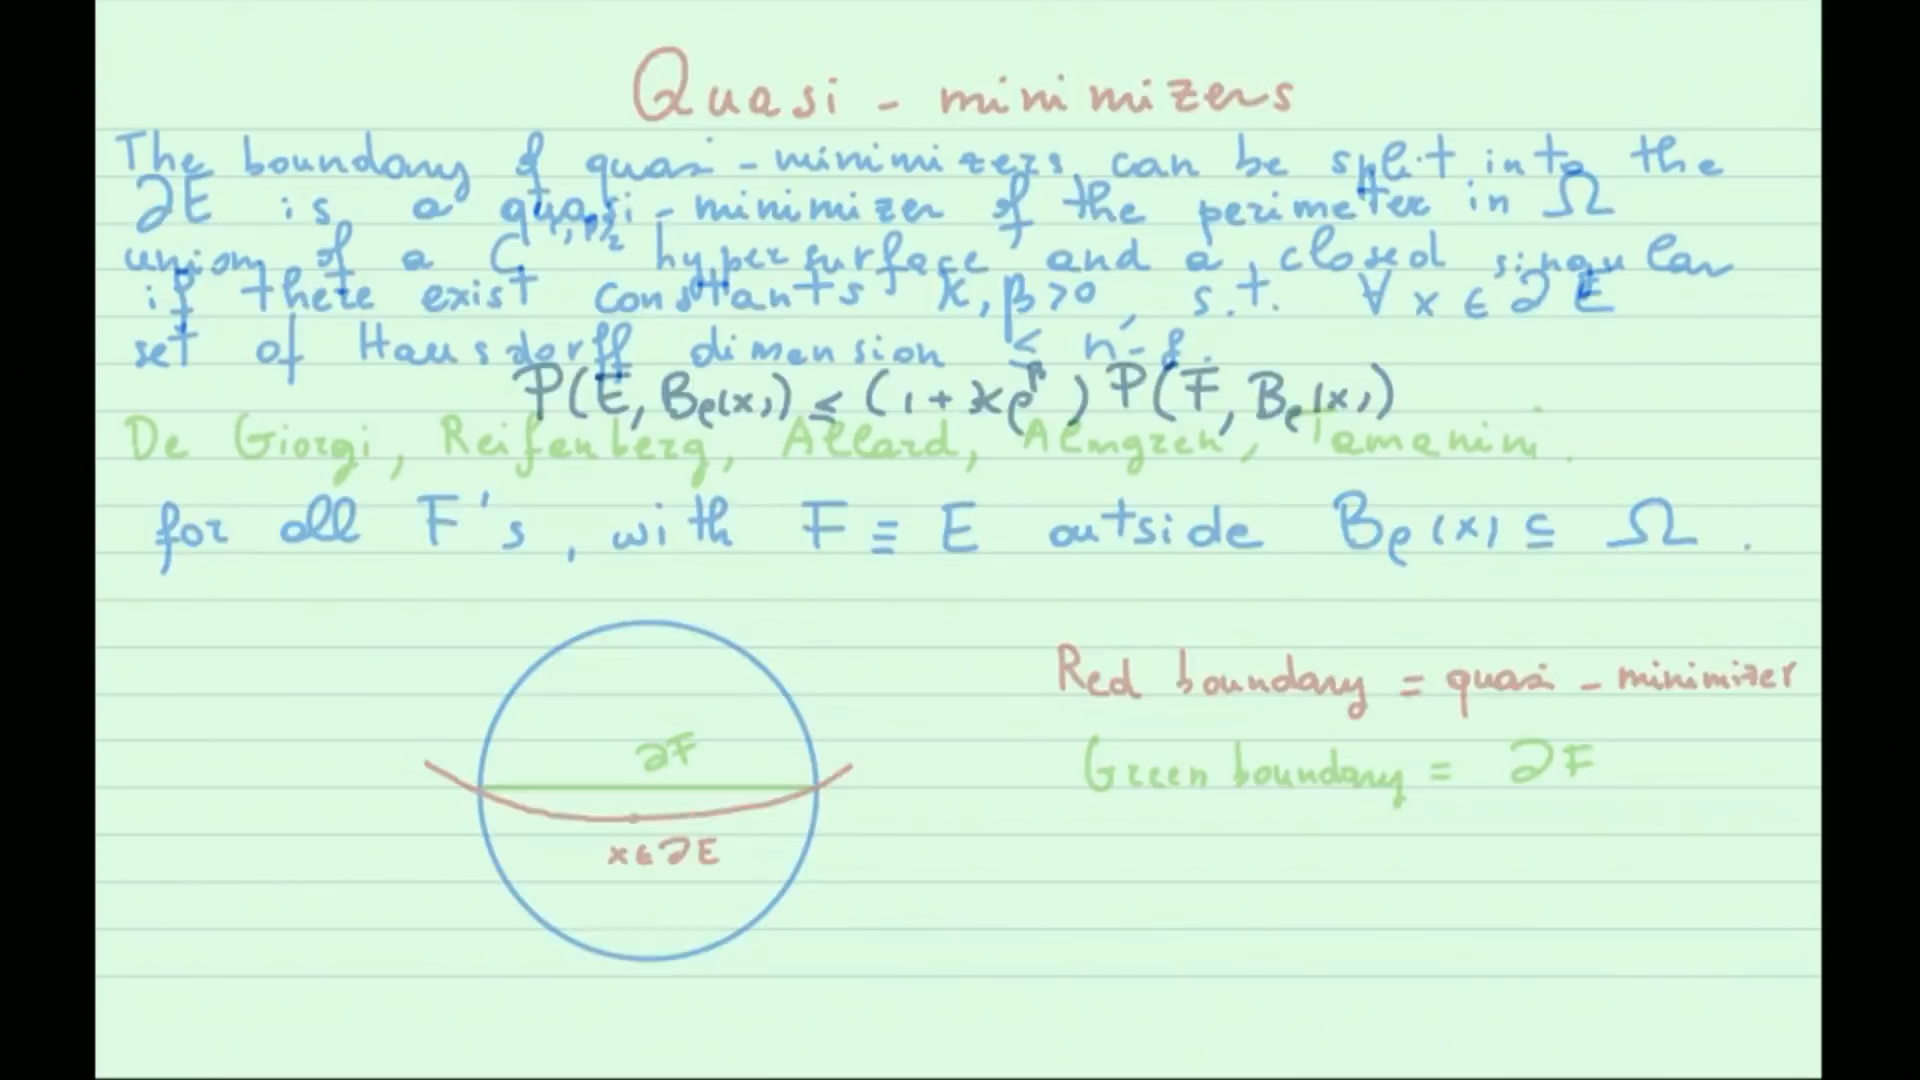 Quasi - minimizers
The boundary of quasi - minimizers can be split into the
∂E is a quasi - minimizer of the perimeter in Ω
union of a C^{1,β/2} hypersurface and a closed singular
if there exist constants κ, β > 0, s.t. ∀ x ∈ ∂E
set of Hausdorff dimension ≤ n - 8.
P(E, Bρ(x)) ≤ (1 + κρ^β) P(F, Bρ(x))
De Giorgi, Reifenberg, Allard, Almgren, Tamanini.
for all F's, with F ≡ E outside Bρ(x) ⊆ Ω.
Red boundary = quasi - minimizer
∂F
Green boundary = ∂F
x ∈ ∂E